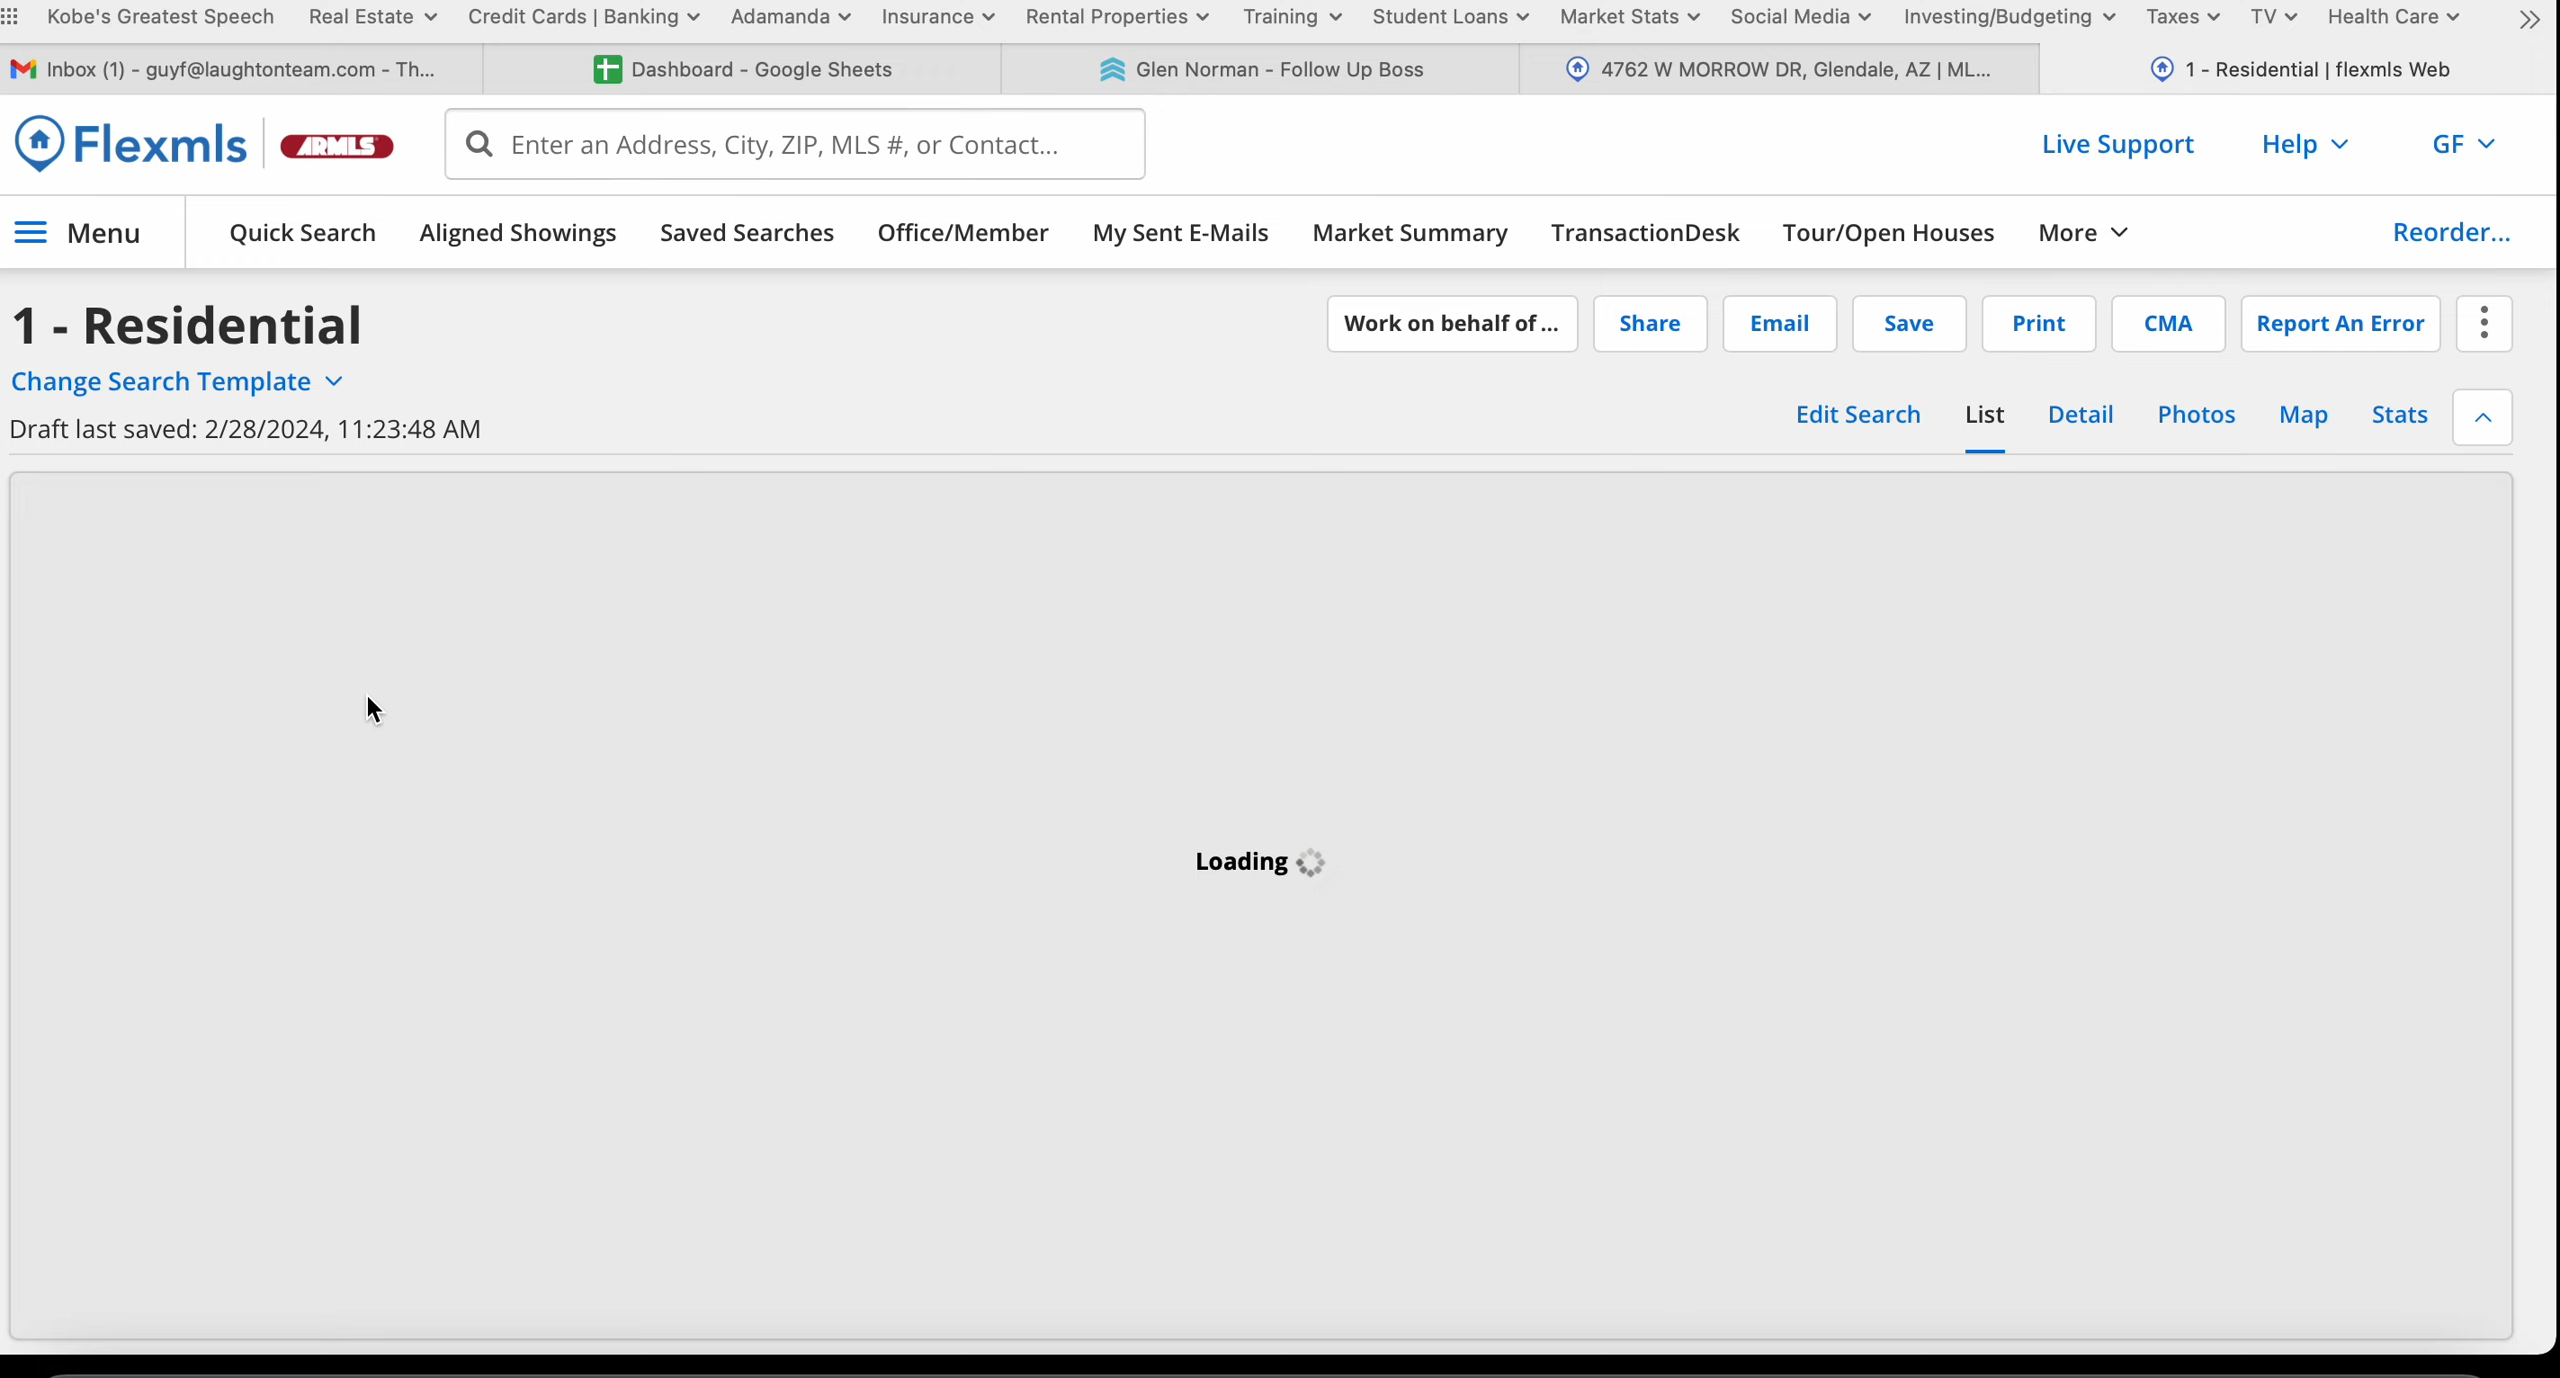 Kobe's Greatest Speech Real Estate Credit Cards | Banking Adamanda Insurance Rental Properties Training Student Loans Market Stats Social Media Investing/Budgeting Taxes TV Health Care
Inbox (1) - guyf@laughtonteam.com - Th... Dashboard - Google Sheets Glen Norman - Follow Up Boss 4762 W MORROW DR, Glendale, AZ | ML... 1 - Residential | flexmls Web
Flexmls ARMLS Enter an Address, City, ZIP, MLS #, or Contact... Live Support Help GF
Menu Quick Search Aligned Showings Saved Searches Office/Member My Sent E-Mails Market Summary TransactionDesk Tour/Open Houses More Reorder...
1 - Residential Work on behalf of ... Share Email Save Print CMA Report An Error
Change Search Template
Draft last saved: 2/28/2024, 11:23:48 AM Edit Search List Detail Photos Map Stats
Loading